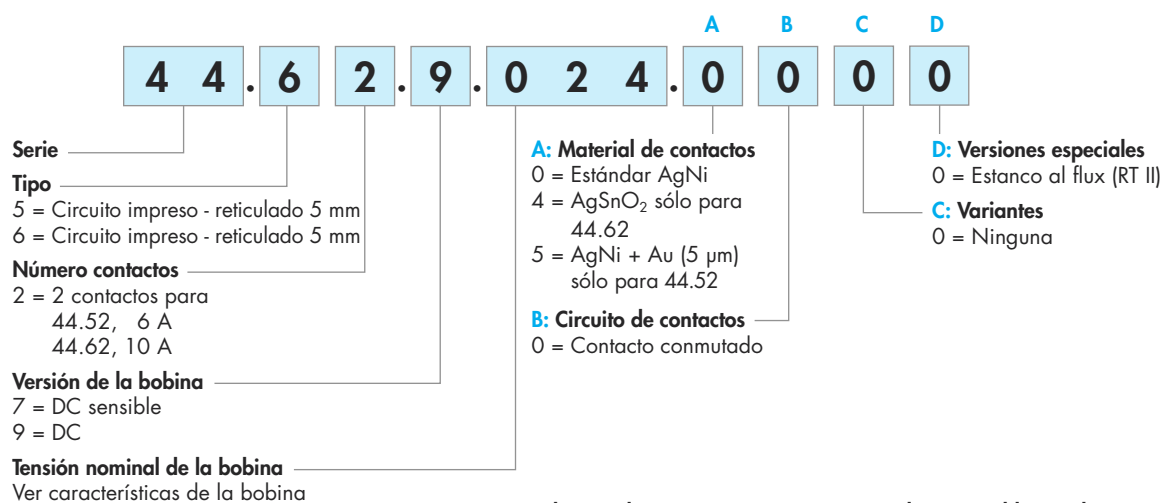 A B C D
4 4 . 6 2 . 9 . 0 2 4 . 0 0 0 0
Serie
Tipo
5 = Circuito impreso - reticulado 5 mm
6 = Circuito impreso - reticulado 5 mm
Número contactos
2 = 2 contactos para
44.52, 6 A
44.62, 10 A
Versión de la bobina
7 = DC sensible
9 = DC
Tensión nominal de la bobina
Ver características de la bobina
A: Material de contactos
0 = Estándar AgNi
4 = AgSnO₂ sólo para
44.62
5 = AgNi + Au (5 µm)
sólo para 44.52
B: Circuito de contactos
0 = Contacto conmutado
D: Versiones especiales
0 = Estanco al flux (RT II)
C: Variantes
0 = Ninguna